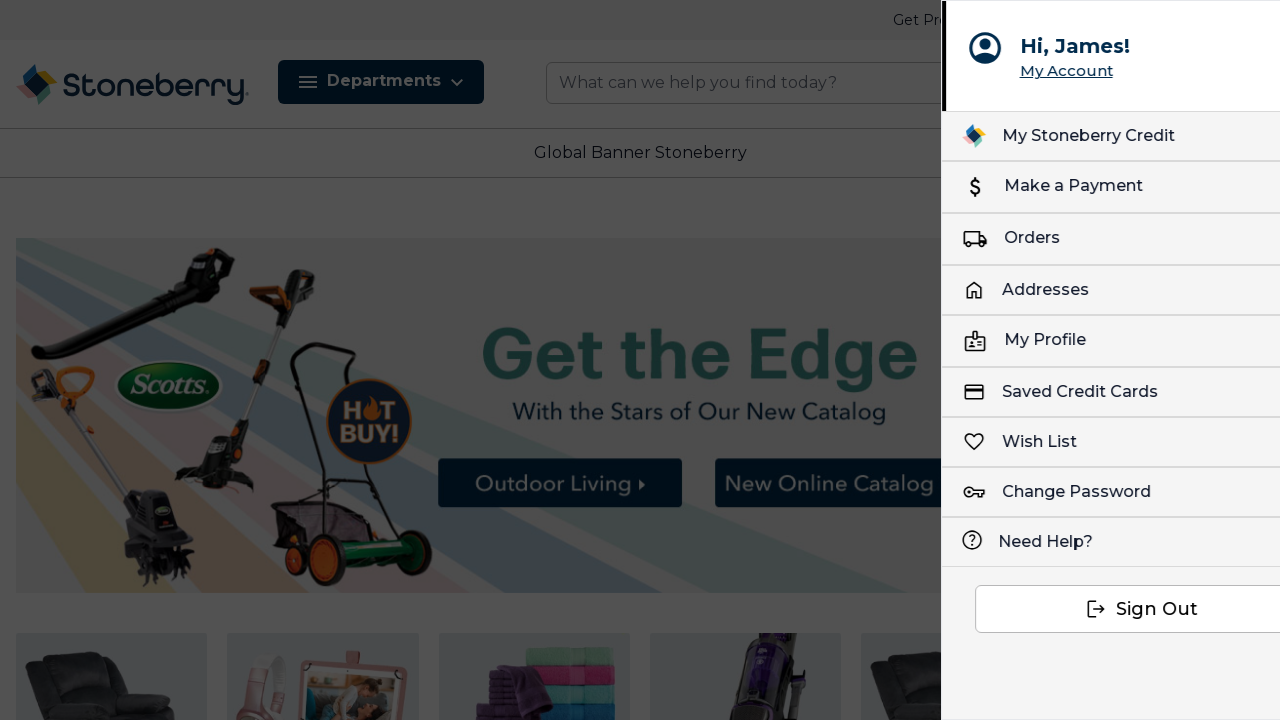 Get Pr
Stoneberry
Departments
What can we help you find today?
Global Banner Stoneberry
Scotts
HOT
BUY!
Get the Edge
With the Stars of Our New Catalog
Outdoor Living
New Online Catalog
Hi, James!
My Account
My Stoneberry Credit
Make a Payment
Orders
Addresses
My Profile
Saved Credit Cards
Wish List
Change Password
Need Help?
Sign Out